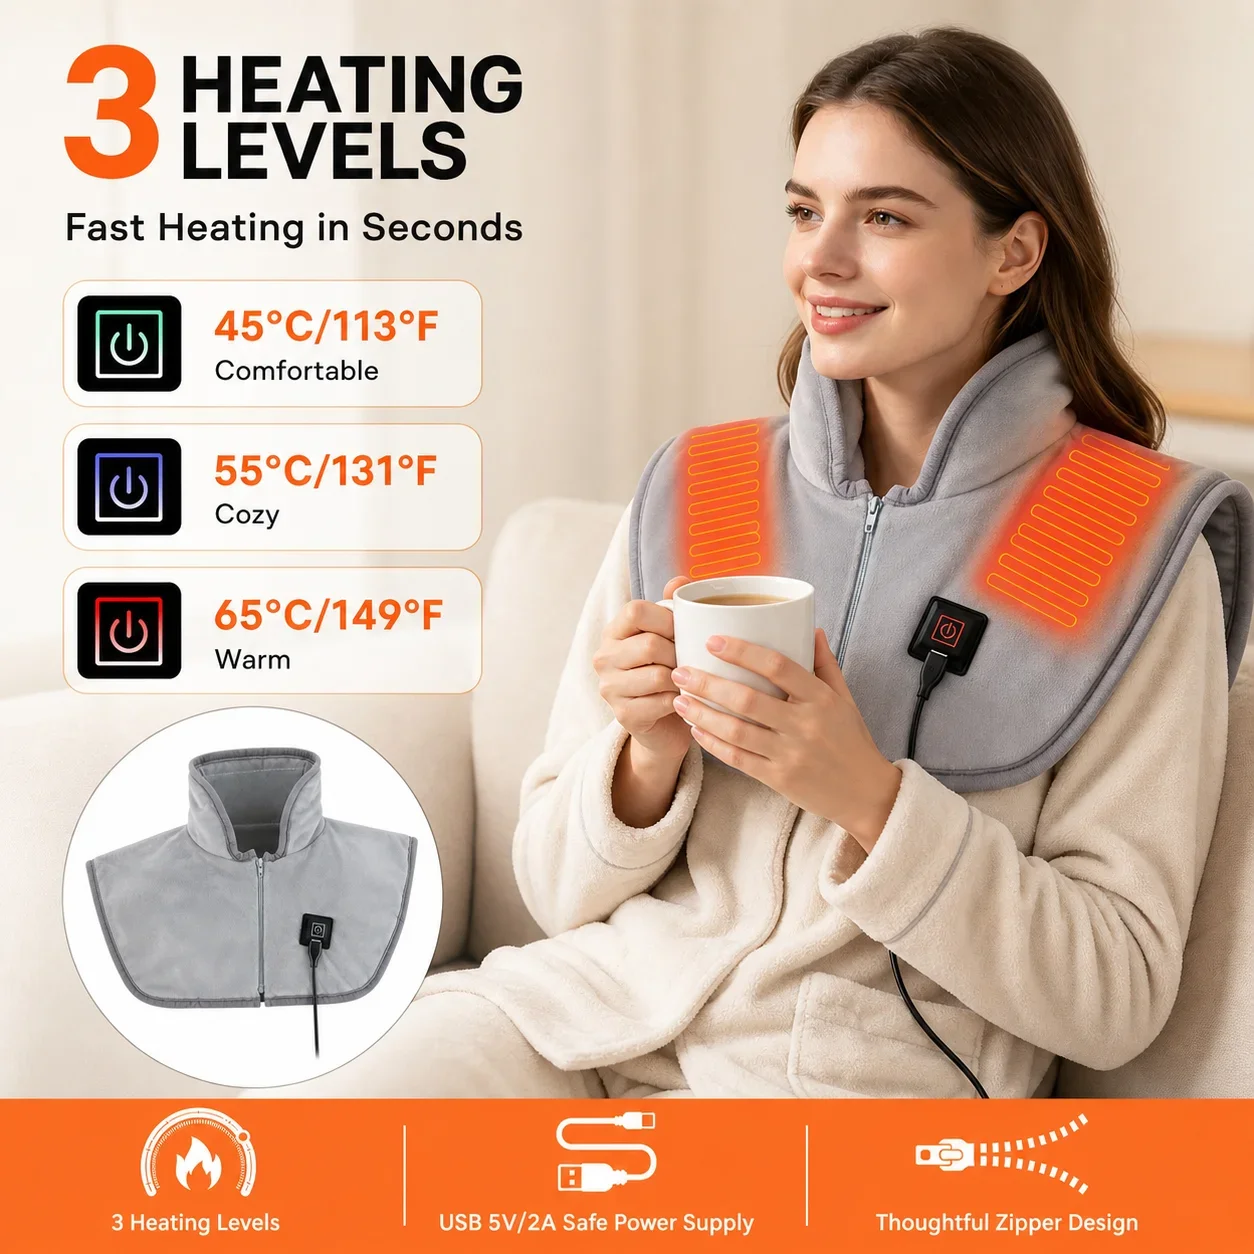 3 HEATING
LEVELS
Fast Heating in Seconds
45°C/113°F
Comfortable
55°C/131°F
Cozy
65°C/149°F
Warm
3 Heating Levels
USB 5V/2A Safe Power Supply
Thoughtful Zipper Design